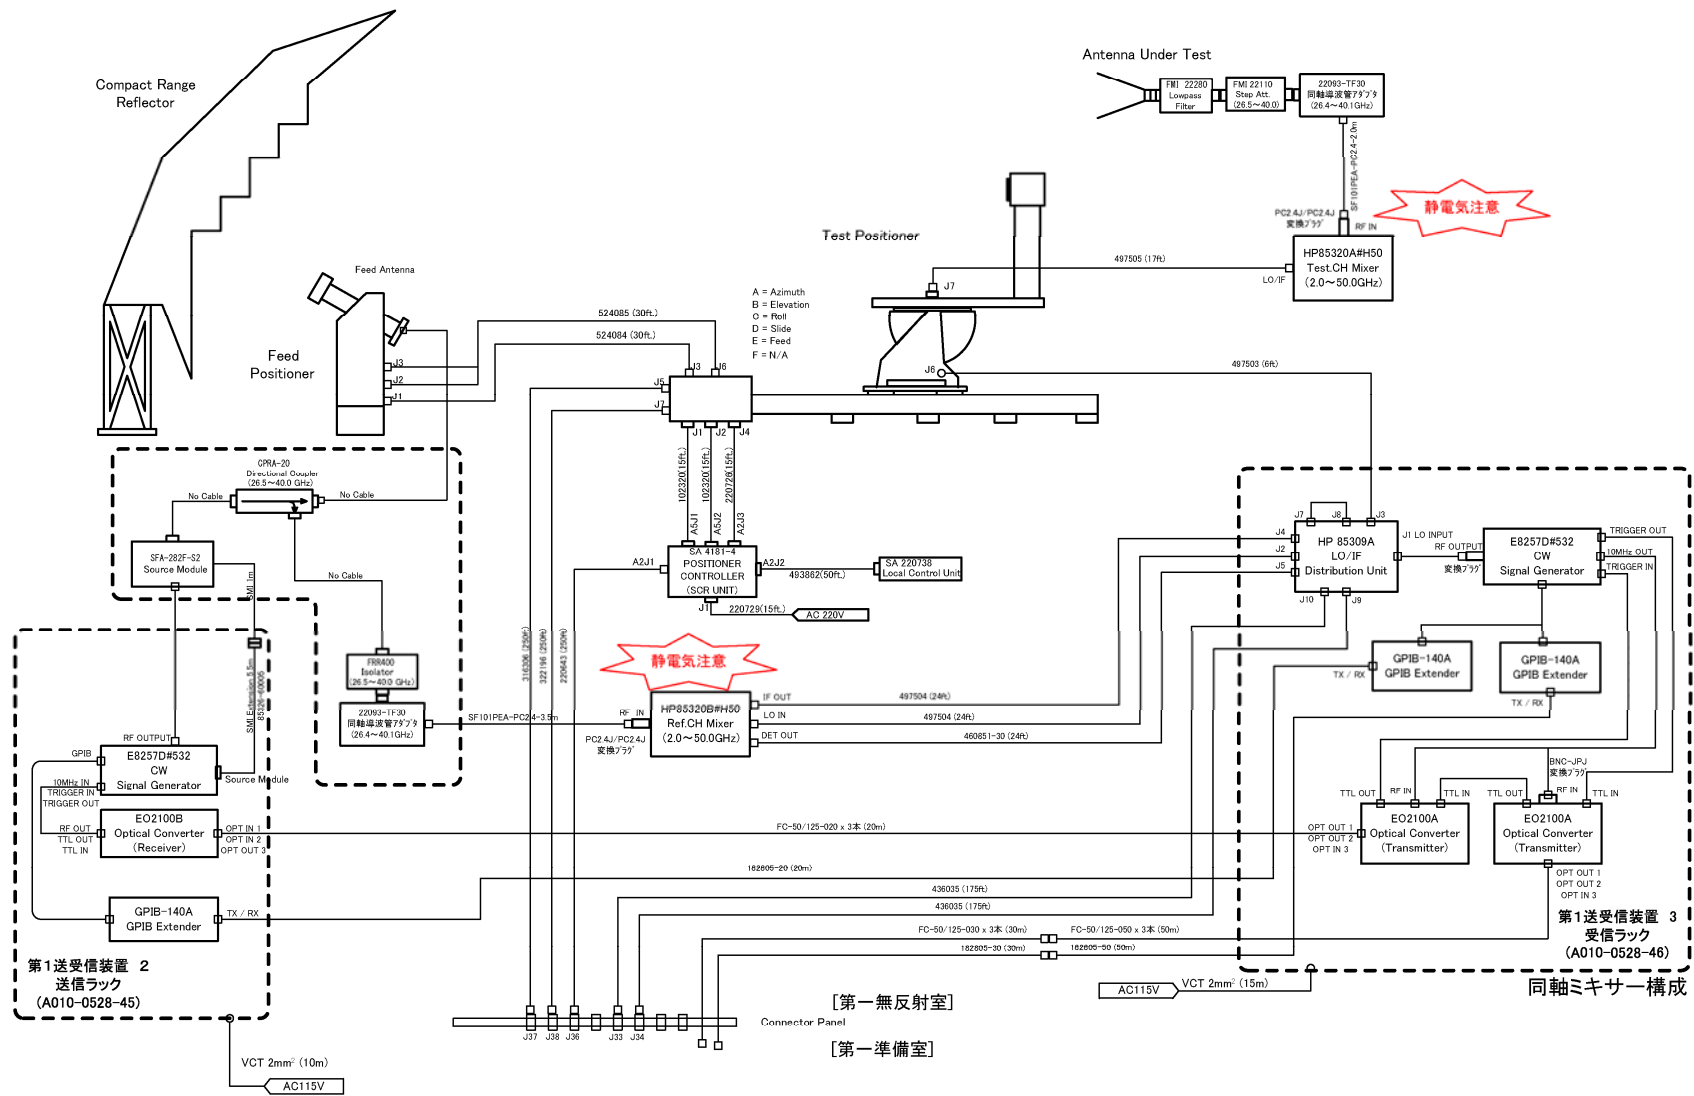 Compact Range
Reflector
Antenna Under Test
FMI 22280
Lowpass
Filter
FMI 22110
Step Att.
(26.5～40.0)
22093-TF30
同軸導波管アダプタ
(26.4～40.1GHz)
SF101PEA-PC2.4-2.0m
静電気注意
PC2.4J/PC2.4J
変換プラグ
RF IN
HP85320A#H50
Test.CH Mixer
(2.0～50.0GHz)
LO/IF
497505 (17ft)
Test Positioner
J7
J6
497503 (6ft)
A = Azimuth
B = Elevation
C = Roll
D = Slide
E = Feed
F = N/A
Feed Antenna
Feed
Positioner
J3
J2
J1
524085 (30ft.)
524084 (30ft.)
J3
J6
J5
J7
J1
J2
J4
102320(15ft.)
102320(15ft.)
220726(15ft.)
A5J1
A5J2
A2J3
SA 4181-4
POSITIONER
CONTROLLER
(SCR UNIT)
A2J1
A2J2
493862(50ft.)
SA 220738
Local Control Unit
J1
220729(15ft.)
AC 220V
CPRA-20
Directional Coupler
(26.5～40.0 GHz)
No Cable
No Cable
No Cable
SFA-282F-S2
Source Module
SMI 1m
SMI Extension 5.5m
85326-60005
FRR400
Isolator
(26.5～40.0 GHz)
22093-TF30
同軸導波管アダプタ
(26.4～40.1GHz)
SF101PEA-PC2.4-3.5m
静電気注意
RF IN
PC2.4J/PC2.4J
変換プラグ
HP85320B#H50
Ref.CH Mixer
(2.0～50.0GHz)
IF OUT
LO IN
DET OUT
497504 (24ft)
497504 (24ft)
460851-30 (24ft)
316306 (250ft)
322196 (250ft)
220643 (250ft)
J7
J8
J3
J4
J2
J5
HP 85309A
LO/IF
Distribution Unit
J1 LO INPUT
J10
J9
RF OUTPUT
変換プラグ
E8257D#532
CW
Signal Generator
TRIGGER OUT
10MHz OUT
TRIGGER IN
GPIB-140A
GPIB Extender
TX / RX
GPIB-140A
GPIB Extender
TX / RX
BNC-JPJ
変換プラグ
TTL OUT
RF IN
TTL IN
TTL OUT
RF IN
TTL IN
EO2100A
Optical Converter
(Transmitter)
EO2100A
Optical Converter
(Transmitter)
OPT OUT 1
OPT OUT 2
OPT IN 3
OPT OUT 1
OPT OUT 2
OPT IN 3
第1送受信装置 3
受信ラック
(A010-0528-46)
同軸ミキサー構成
RF OUTPUT
GPIB
10MHz IN
TRIGGER IN
TRIGGER OUT
E8257D#532
CW
Signal Generator
Source Module
EO2100B
Optical Converter
(Receiver)
RF OUT
TTL OUT
TTL IN
OPT IN 1
OPT IN 2
OPT OUT 3
GPIB-140A
GPIB Extender
TX / RX
第1送受信装置 2
送信ラック
(A010-0528-45)
VCT 2mm² (10m)
AC115V
FC-50/125-020 x 3本 (20m)
182805-20 (20m)
436035 (175ft)
436035 (175ft)
FC-50/125-030 x 3本 (30m)
FC-50/125-050 x 3本 (50m)
182805-30 (30m)
182805-50 (50m)
AC115V
VCT 2mm² (15m)
[第一無反射室]
Connector Panel
[第一準備室]
J37
J38
J36
J33
J34